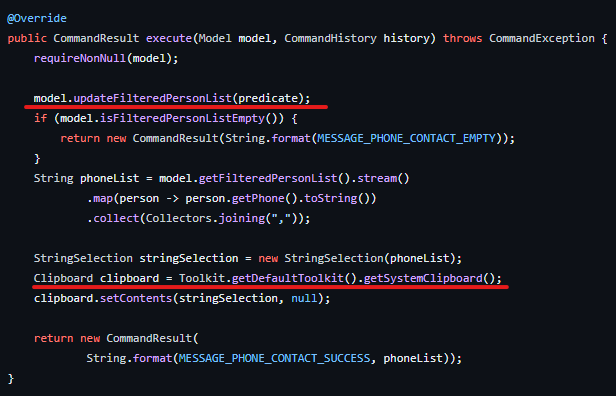 @Override
public CommandResult execute(Model model, CommandHistory history) throws CommandException {
requireNonNull(model);
model.updateFilteredPersonList(predicate);
if (model.isFilteredPersonListEmpty()) {
return new CommandResult(String.format(MESSAGE_PHONE_CONTACT_EMPTY));
}
String phoneList = model.getFilteredPersonList().stream()
.map(person -> person.getPhone().toString())
.collect(Collectors.joining(","));
StringSelection stringSelection = new StringSelection(phoneList);
Clipboard clipboard = Toolkit.getDefaultToolkit().getSystemClipboard();
clipboard.setContents(stringSelection, null);
return new CommandResult(
String.format(MESSAGE_PHONE_CONTACT_SUCCESS, phoneList));
}